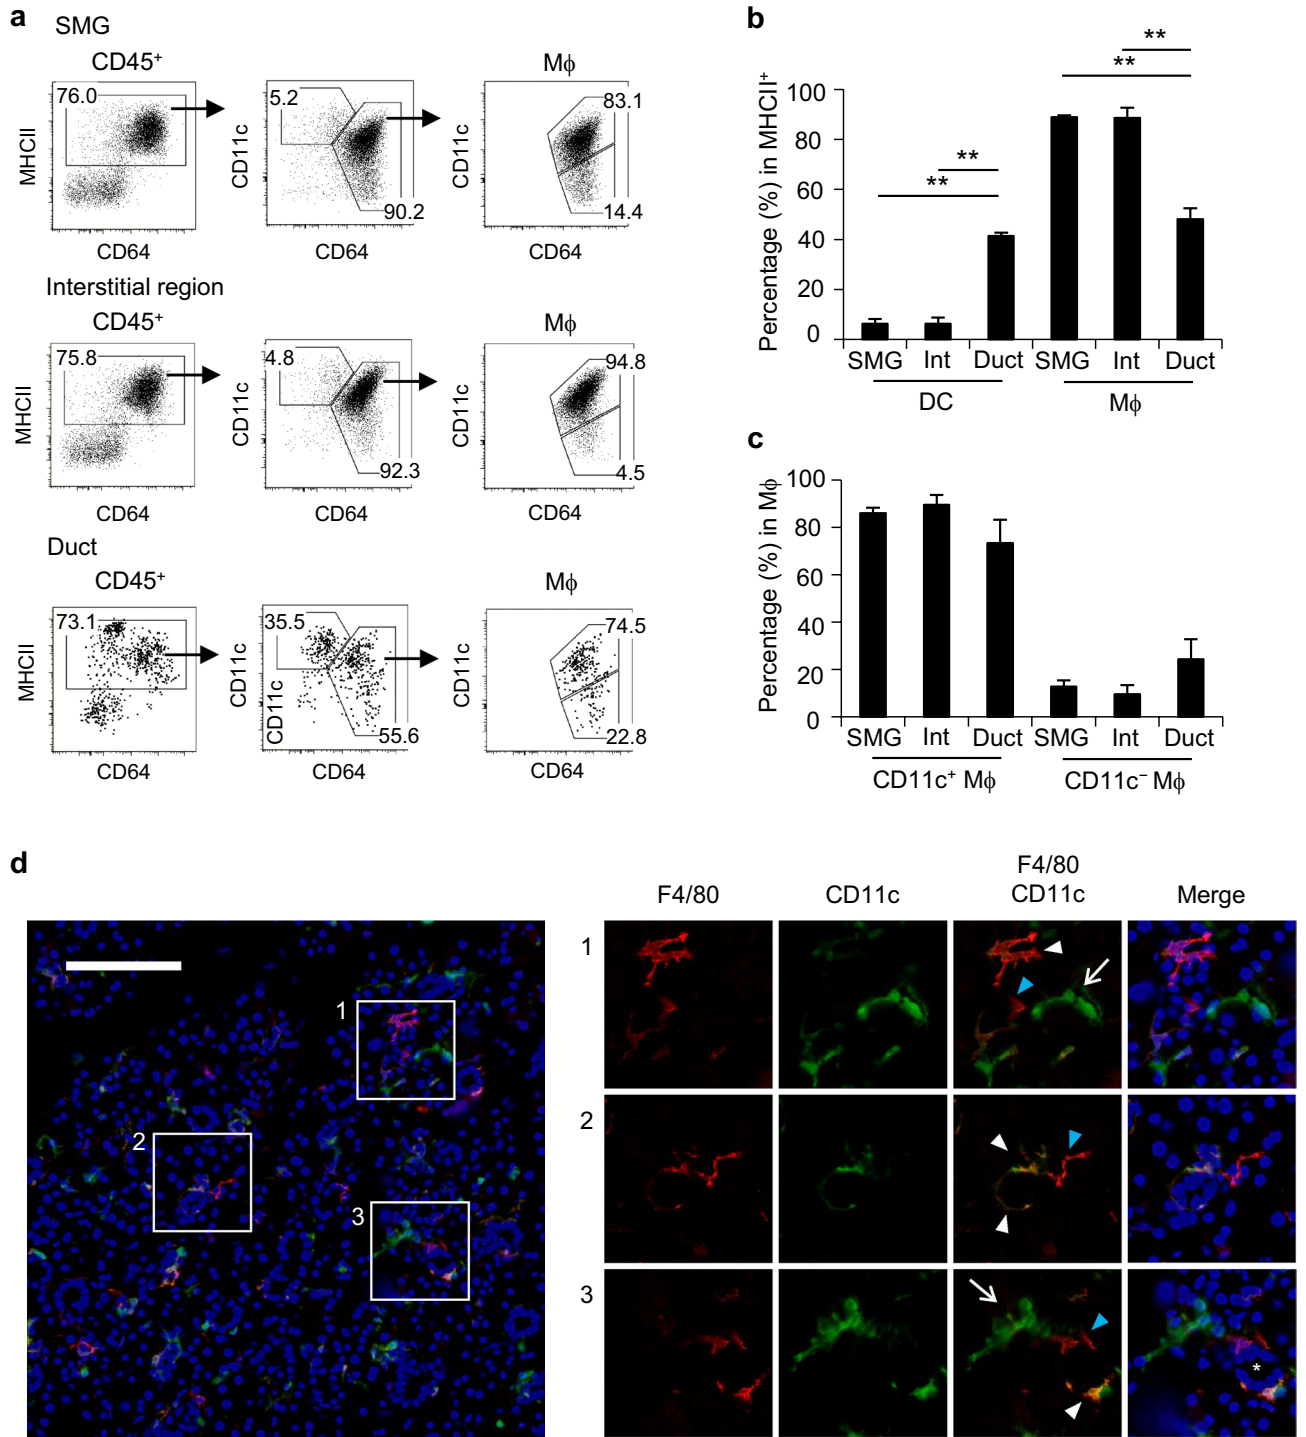 a
SMG
CD45⁺
Mϕ
76.0
5.2
83.1
90.2
14.4
MHCII
CD11c
CD11c
CD64
CD64
CD64
Interstitial region
CD45⁺
Mϕ
75.8
4.8
94.8
92.3
4.5
MHCII
CD11c
CD11c
CD64
CD64
CD64
Duct
CD45⁺
Mϕ
73.1
35.5
74.5
55.6
22.8
MHCII
CD11c
CD11c
CD11c
CD64
CD64
CD64
b
**
**
**
**
Percentage (%) in MHCII⁺
100
80
60
40
20
0
SMG Int Duct SMG Int Duct
DC Mϕ
c
Percentage (%) in Mϕ
100
80
60
40
20
0
SMG Int Duct SMG Int Duct
CD11c⁺ Mϕ CD11c⁻ Mϕ
d
1
2
3
F4/80 CD11c F4/80 CD11c Merge
1
2
3
*